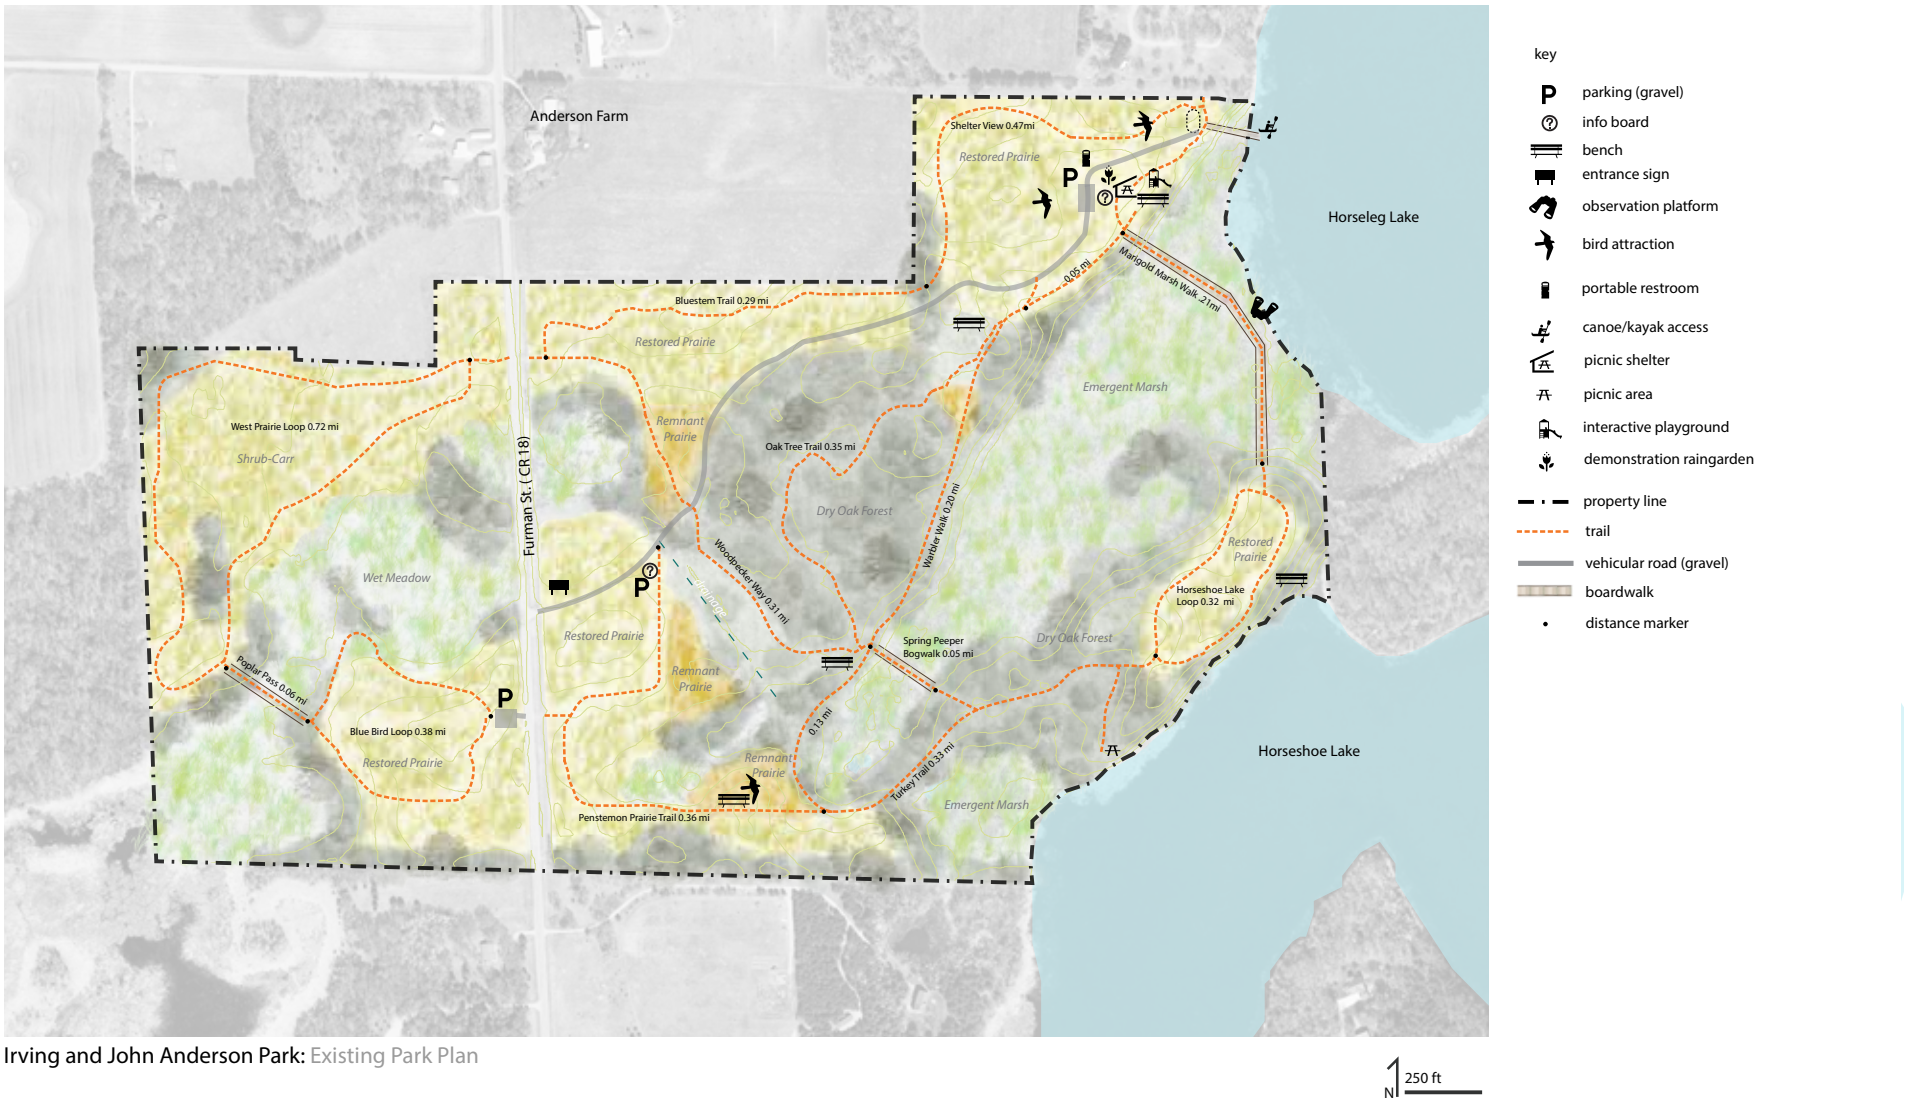 Anderson Farm
Shelter View 0.47mi
Restored Prairie
P
Horseleg Lake
Marigold Marsh Walk .21mi
0.05 mi
Bluestem Trail 0.29 mi
Restored Prairie
Emergent Marsh
West Prairie Loop 0.72 mi
Shrub-Carr
Remnant
Prairie
Oak Tree Trail 0.35 mi
Dry Oak Forest
Furman St. ( CR 18)
Warbler Walk 0.20 mi
Woodpecker Way 0.31 mi
drainage
Wet Meadow
P
Restored
Prairie
Horseshoe Lake
Loop 0.32 mi
Restored Prairie
Spring Peeper
Bogwalk 0.05 mi
Dry Oak Forest
Remnant
Prairie
Poplar Pass 0.06 mi
P
Blue Bird Loop 0.38 mi
Restored Prairie
0.13 mi
Remnant
Prairie
Turkey Trail 0.33 mi
Horseshoe Lake
Emergent Marsh
Penstemon Prairie Trail 0.36 mi
key
P parking (gravel)
? info board
bench
entrance sign
observation platform
bird attraction
portable restroom
canoe/kayak access
picnic shelter
picnic area
interactive playground
demonstration raingarden
property line
trail
vehicular road (gravel)
boardwalk
distance marker
Irving and John Anderson Park: Existing Park Plan
N
250 ft